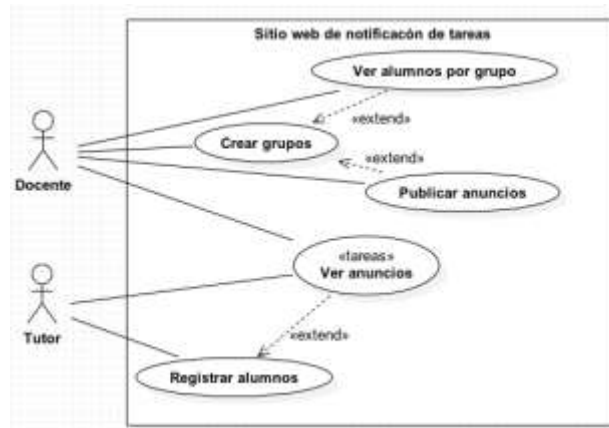 Sitio web de notificacón de tareas
Ver alumnos por grupo
«extend»
Crear grupos
«extend»
Docente
Publicar anuncios
«tareas»
Ver anuncios
Tutor
«extend»
Registrar alumnos